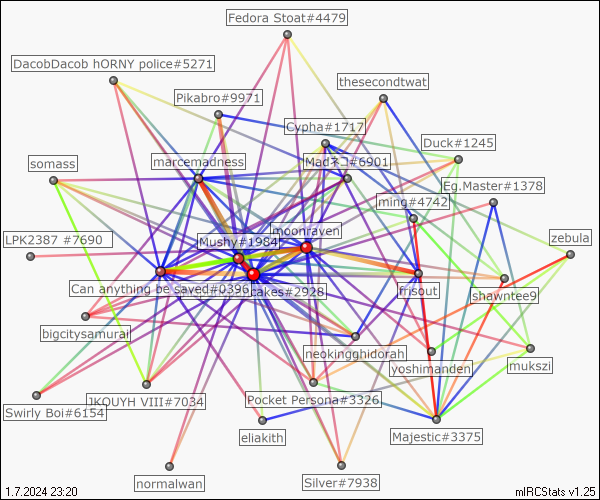 Fedora Stoat#4479
DacobDacob hORNY police#5271
thesecondtwat
Pikabro#9971
Cypha#1717
Duck#1245
marcemadness
Madネコ#6901
somass
Eg.Master#1378
ming#4742
moonraven
zebula
LPK2387 #7690
Mushy#1984
Can anything be saved#0396
cakes#2928
frisout
shawntee9
bigcitysamurai
neokingghidorah
yoshimanden
mukszi
Swirly Boi#6154
JKOUYH VIII#7034
Pocket Persona#3326
eliakith
Majestic#3375
normalwan
Silver#7938
1.7.2024 23:20
mIRCStats v1.25